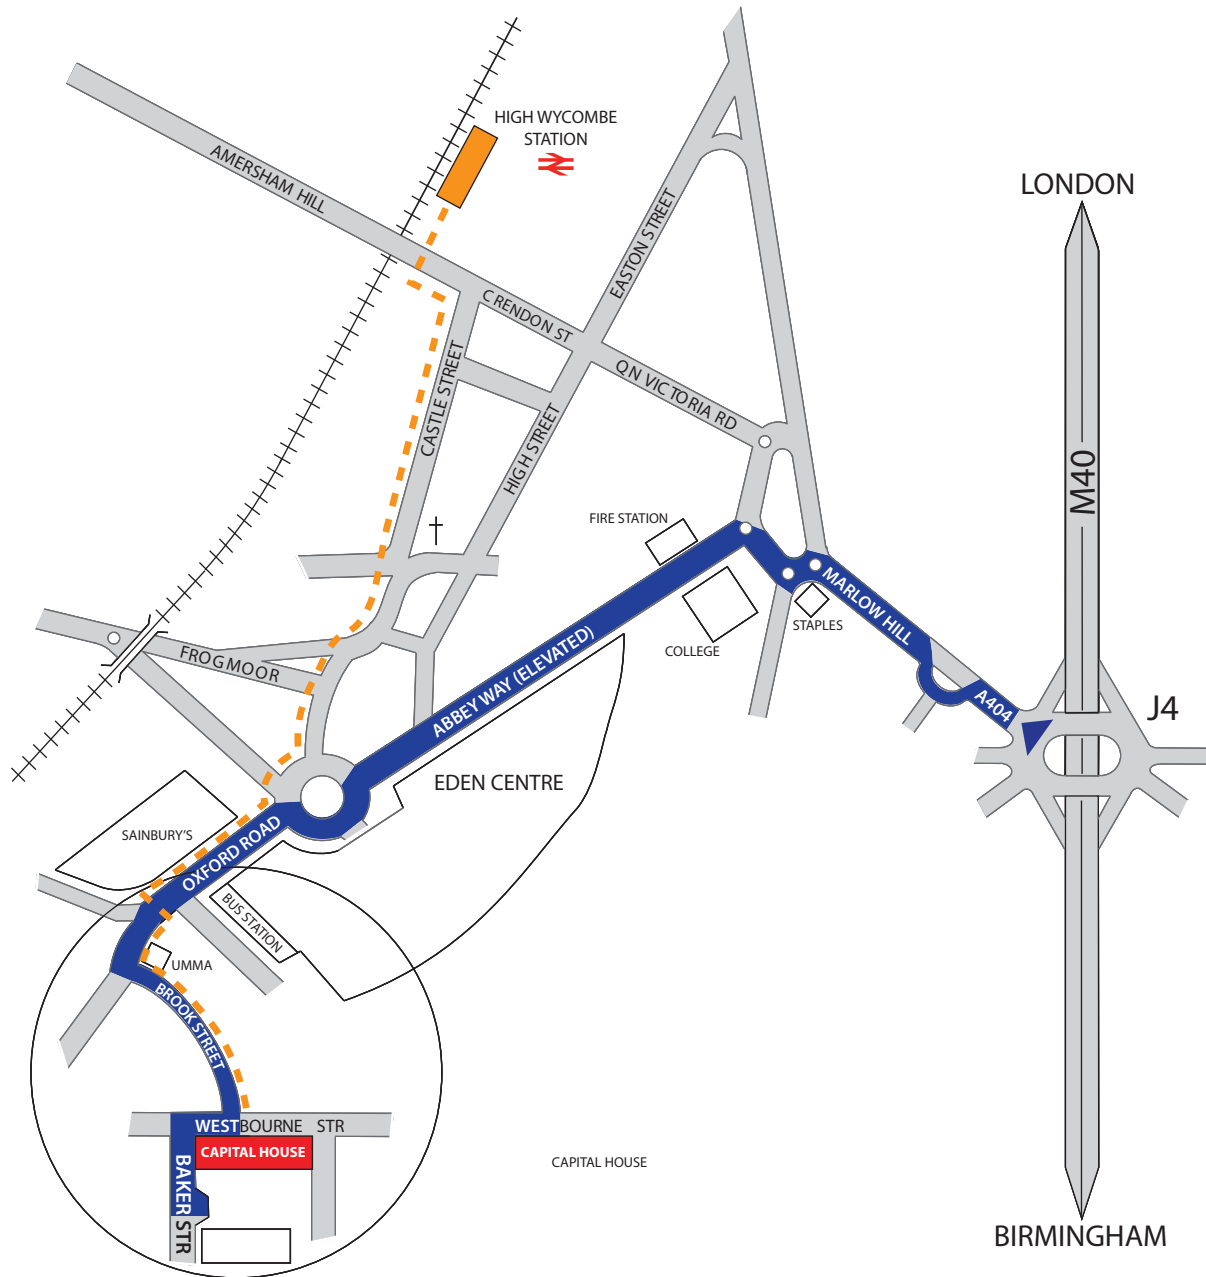 HIGH WYCOMBE
STATION
AMERSHAM HILL
LONDON
EASTON STREET
CRENDON ST
QN VICTORIA RD
CASTLE STREET
HIGH STREET
M40
FIRE STATION
MARLOW HILL
STAPLES
COLLEGE
FROGMOOR
ABBEY WAY (ELEVATED)
A404
J4
EDEN CENTRE
SAINBURY'S
OXFORD ROAD
BUS STATION
UMMA
BROOK STREET
WESTBOURNE STR
CAPITAL HOUSE
BAKER STR
CAPITAL HOUSE
BIRMINGHAM